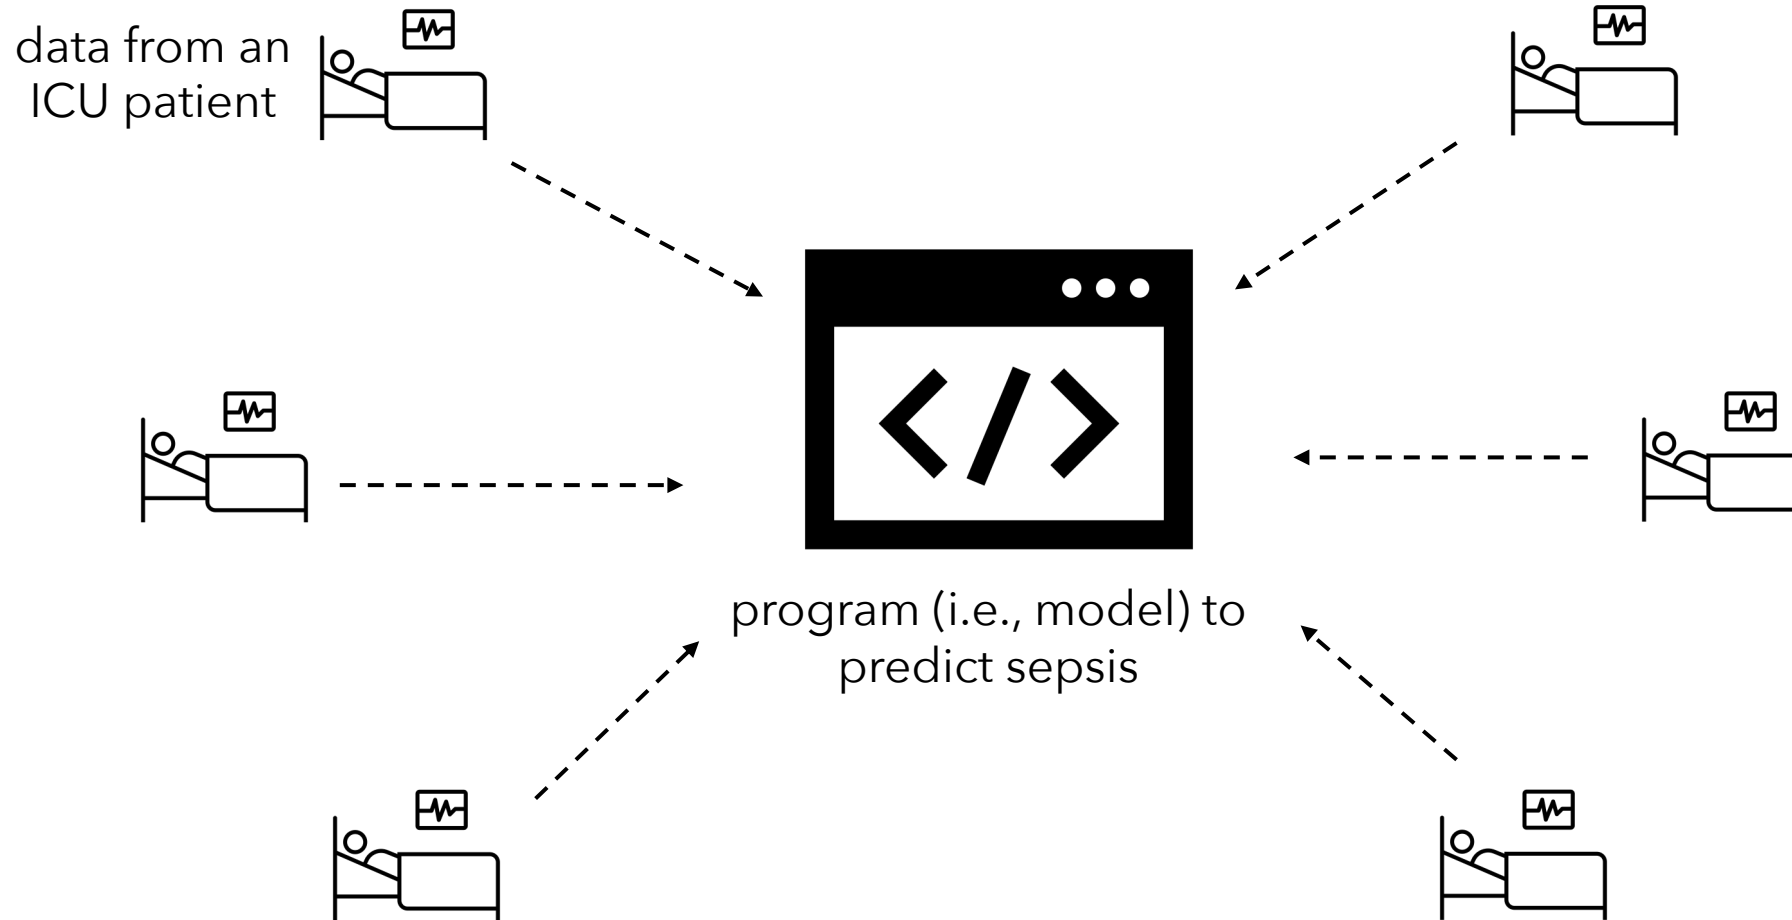 data from an
ICU patient
</>
program (i.e., model) to
predict sepsis